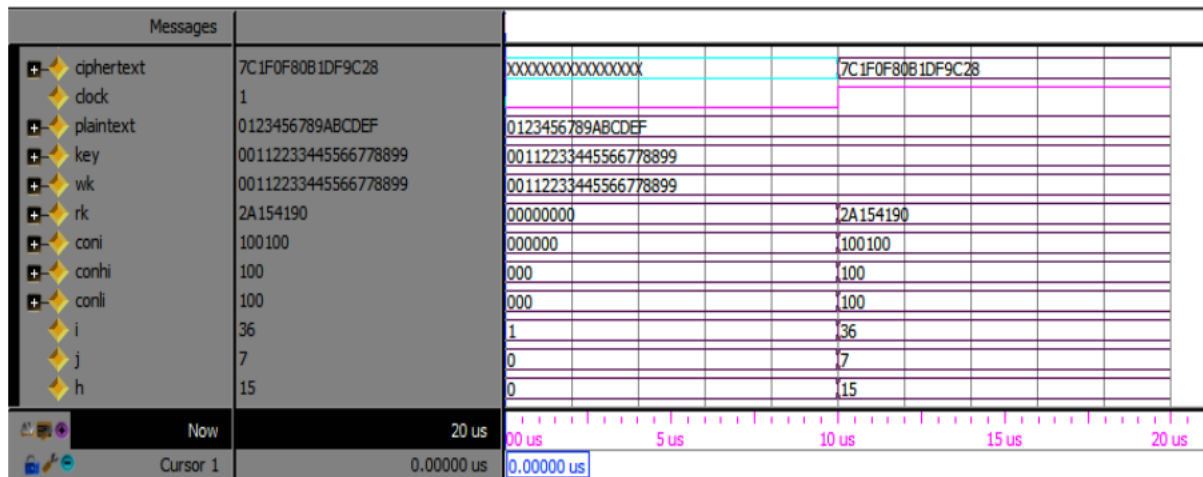 Messages
ciphertext 7C1F0F80B1DF9C28 XXXXXXXXXXXXXXXX 7C1F0F80B1DF9C28
clock 1
plaintext 0123456789ABCDEF 0123456789ABCDEF
key 00112233445566778899 00112233445566778899
wk 00112233445566778899 00112233445566778899
rk 2A154190 00000000 2A154190
coni 100100 000000 100100
conhi 100 000 100
conli 100 000 100
i 36 1 36
j 7 0 7
h 15 0 15
Now 20 us 00 us 5 us 10 us 15 us 20 us
Cursor 1 0.00000 us 0.00000 us